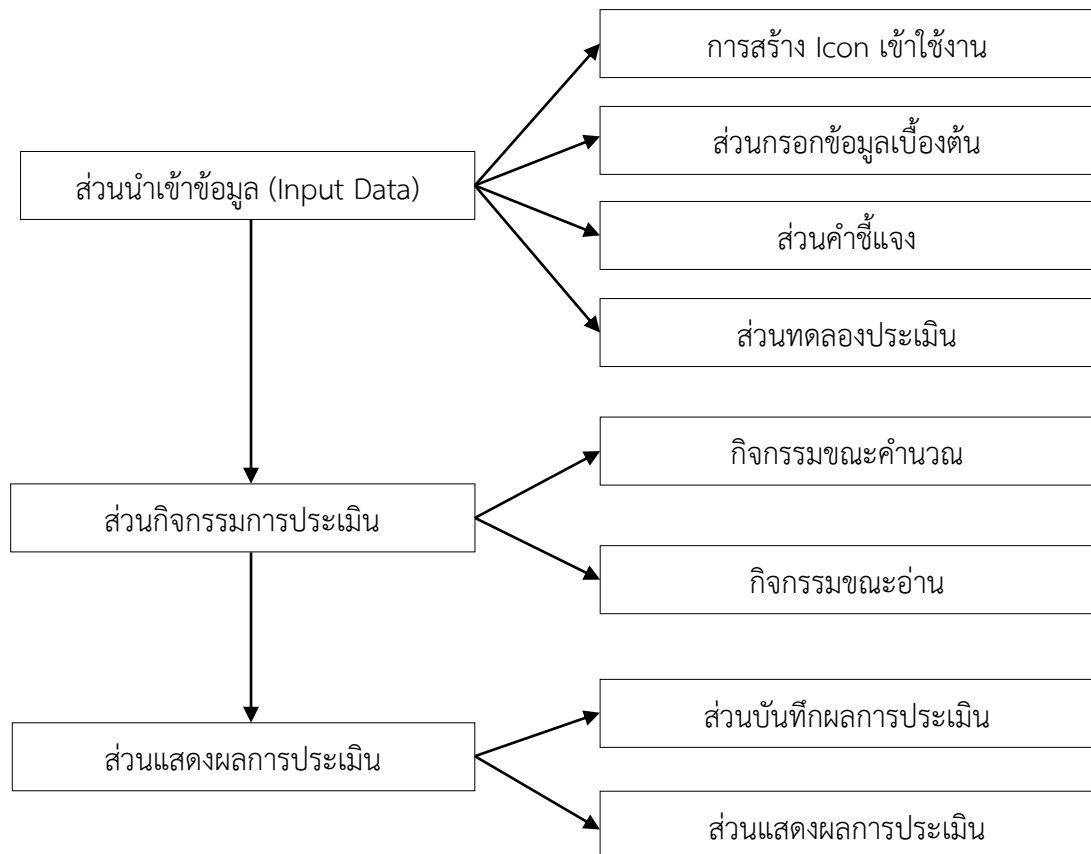 การสร้าง Icon เข้าใช้งาน
ส่วนกรอกข้อมูลเบื้องต้น
ส่วนนำเข้าข้อมูล (Input Data)
ส่วนคำชี้แจง
ส่วนทดลองประเมิน
กิจกรรมขณะคำนวณ
ส่วนกิจกรรมการประเมิน
กิจกรรมขณะอ่าน
ส่วนบันทึกผลการประเมิน
ส่วนแสดงผลการประเมิน
ส่วนแสดงผลการประเมิน